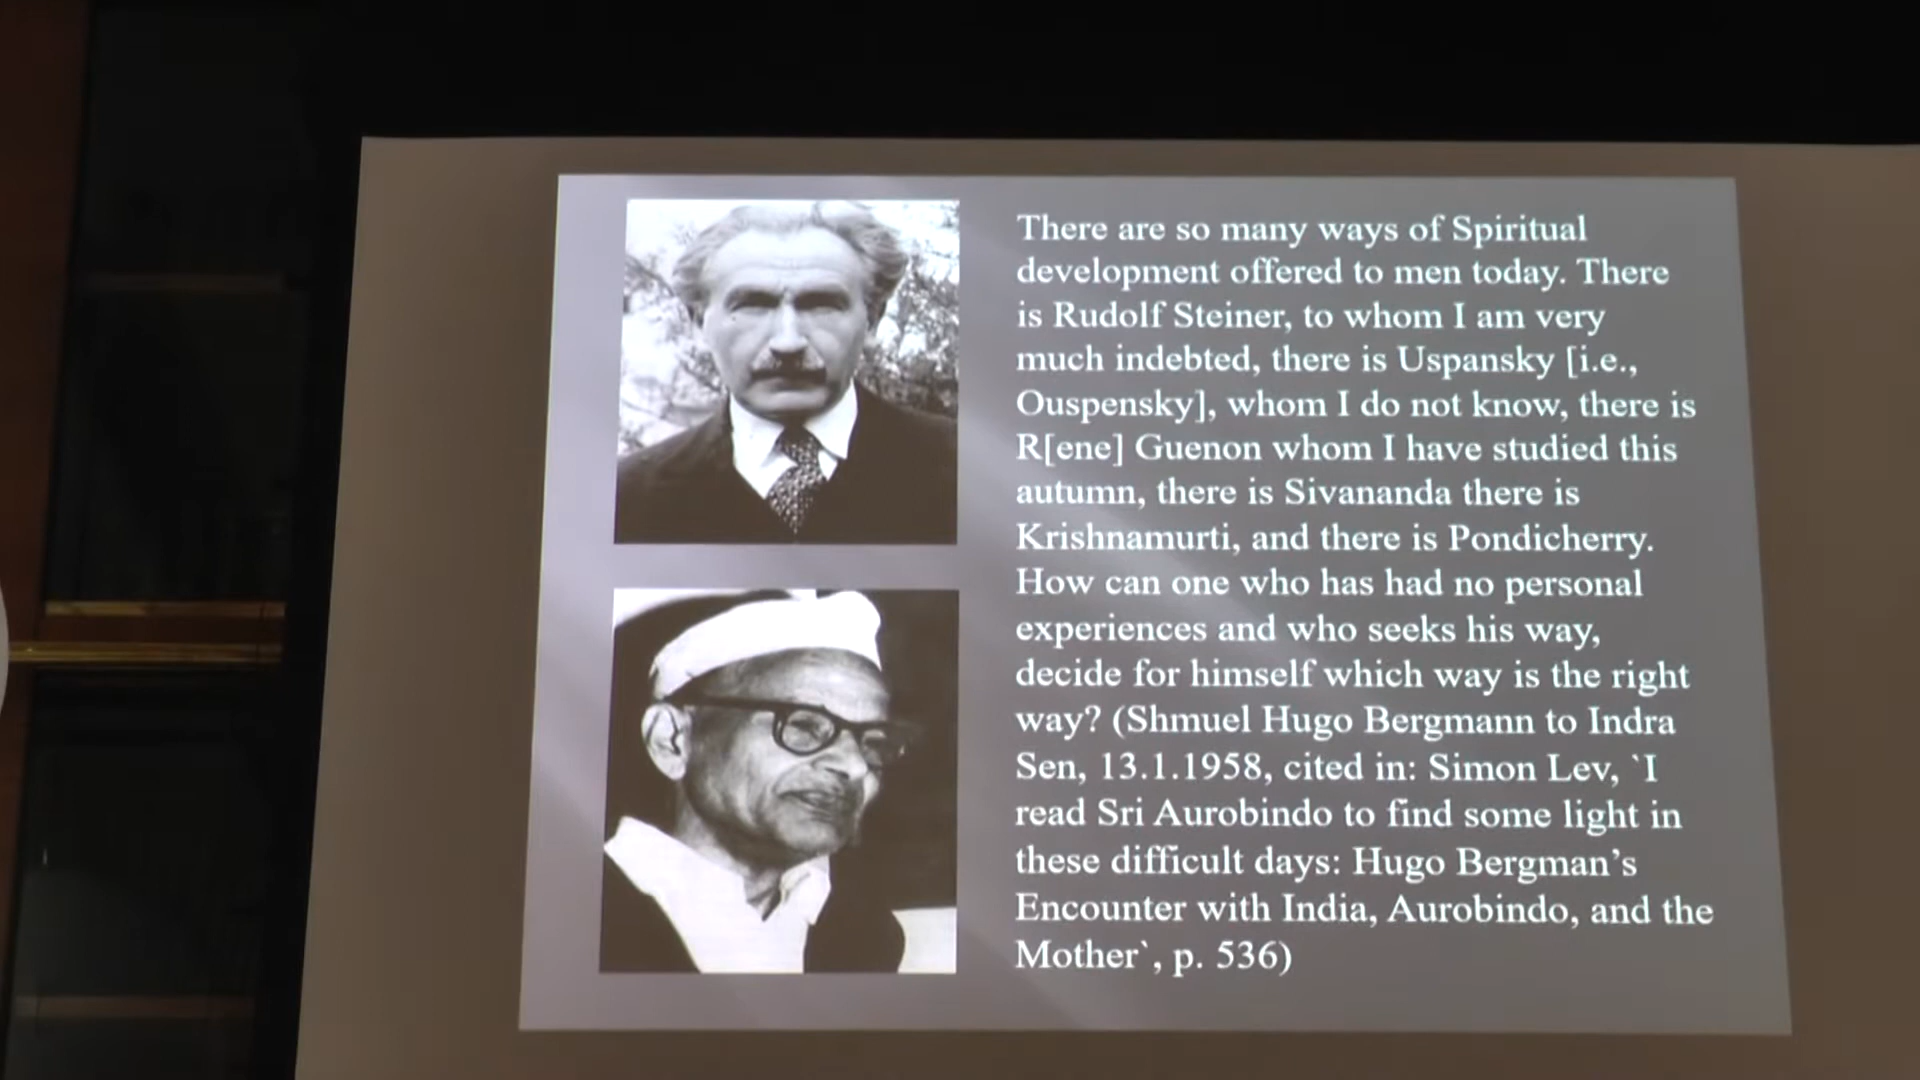 There are so many ways of Spiritual
development offered to men today. There
is Rudolf Steiner, to whom I am very
much indebted, there is Uspansky [i.e.,
Ouspensky], whom I do not know, there is
R[ene] Guenon whom I have studied this
autumn, there is Sivananda there is
Krishnamurti, and there is Pondicherry.
How can one who has had no personal
experiences and who seeks his way,
decide for himself which way is the right
way? (Shmuel Hugo Bergmann to Indra
Sen, 13.1.1958, cited in: Simon Lev, `I
read Sri Aurobindo to find some light in
these difficult days: Hugo Bergman’s
Encounter with India, Aurobindo, and the
Mother`, p. 536)